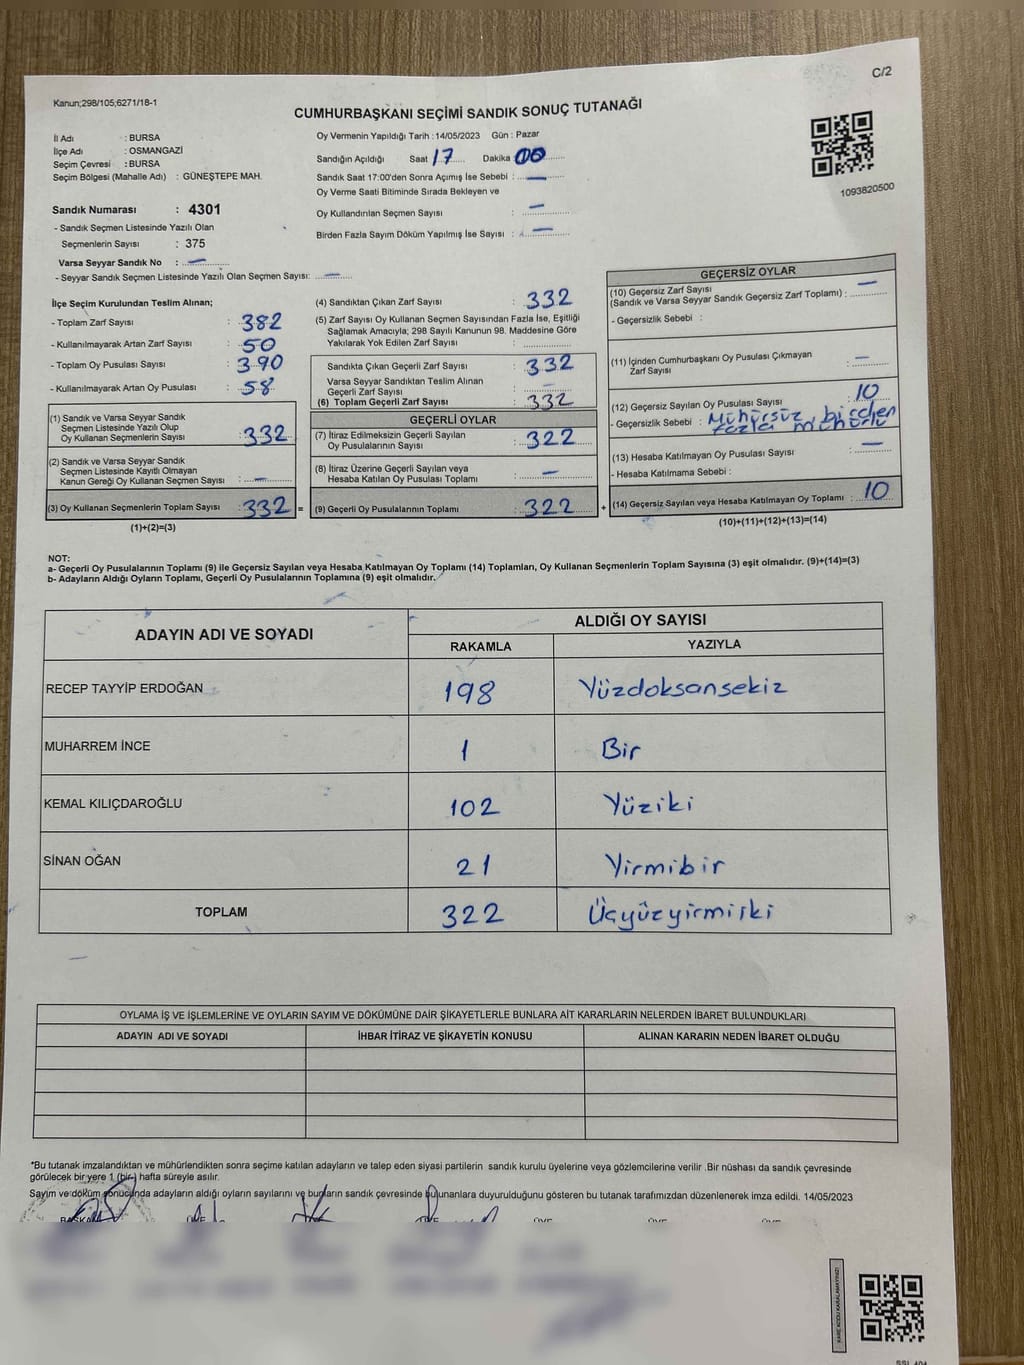 C/2
Kanun;298/105;6271/18-1
CUMHURBAŞKANI SEÇİMİ SANDIK SONUÇ TUTANAĞI
İl Adı : BURSA
İlçe Adı : OSMANGAZİ
Seçim Çevresi : BURSA
Seçim Bölgesi (Mahalle Adı) : GÜNEŞTEPE MAH.
Sandık Numarası : 4301
- Sandık Seçmen Listesinde Yazılı Olan
Seçmenlerin Sayısı : 375
Varsa Seyyar Sandık No : —
- Seyyar Sandık Seçmen Listesinde Yazılı Olan Seçmen Sayısı: —
Oy Vermenin Yapıldığı Tarih : 14/05/2023 Gün : Pazar
Sandığın Açıldığı Saat 17 Dakika : 00
Sandık Saat 17:00'den Sonra Açımış İse Sebebi : —
Oy Verme Saati Bitiminde Sırada Bekleyen ve
Oy Kullandırılan Seçmen Sayısı : —
Birden Fazla Sayım Döküm Yapılmış İse Sayısı : —
1093820500
İlçe Seçim Kurulundan Teslim Alınan;
- Toplam Zarf Sayısı : 382
- Kullanılmayarak Artan Zarf Sayısı : 50
- Toplam Oy Pusulası Sayısı : 390
- Kullanılmayarak Artan Oy Pusulası : 58
(1) Sandık ve Varsa Seyyar Sandık
Seçmen Listesinde Yazılı Olup
Oy Kullanan Seçmenlerin Sayısı : 332
(2) Sandık ve Varsa Seyyar Sandık
Seçmen Listesinde Kayıtlı Olmayan
Kanun Gereği Oy Kullanan Seçmen Sayısı : —
(3) Oy Kullanan Seçmenlerin Toplam Sayısı : 332 =
(1)+(2)=(3)
(4) Sandıktan Çıkan Zarf Sayısı : 332
(5) Zarf Sayısı Oy Kullanan Seçmen Sayısından Fazla İse, Eşitliği
Sağlamak Amacıyla; 298 Sayılı Kanunun 98. Maddesine Göre
Yakılarak Yok Edilen Zarf Sayısı :
Sandıkta Çıkan Geçerli Zarf Sayısı : 332
Varsa Seyyar Sandıktan Teslim Alınan
Geçerli Zarf Sayısı : —
(6) Toplam Geçerli Zarf Sayısı : 332
GEÇERLİ OYLAR
(7) İtiraz Edilmeksizin Geçerli Sayılan
Oy Pusulasının Sayısı : 322
(8) İtiraz Üzerine Geçerli Sayılan veya
Hesaba Katılan Oy Pusulası Toplamı : —
(9) Geçerli Oy Pusulalarının Toplamı : 322 +
GEÇERSİZ OYLAR
(10) Geçersiz Zarf Sayısı
(Sandık ve Varsa Seyyar Sandık Geçersiz Zarf Toplamı) : —
- Geçersizlik Sebebi :
(11) İçinden Cumhurbaşkanı Oy Pusulası Çıkmayan
Zarf Sayısı : —
(12) Geçersiz Sayılan Oy Pusulası Sayısı : 10
- Geçersizlik Sebebi : Mühürsüz, birden
fazla mühürlü
(13) Hesaba Katılmayan Oy Pusulası Sayısı : —
- Hesaba Katılmama Sebebi :
(14) Geçersiz Sayılan veya Hesaba Katılmayan Oy Toplamı : 10
(10)+(11)+(12)+(13)=(14)
NOT:
a- Geçerli Oy Pusulalarının Toplamı (9) ile Geçersiz Sayılan veya Hesaba Katılmayan Oy Toplamı (14) Toplamları, Oy Kullanan Seçmenlerin Toplam Sayısına (3) eşit olmalıdır. (9)+(14)=(3)
b- Adayların Aldığı Oyların Toplamı, Geçerli Oy Pusulalarının Toplamına (9) eşit olmalıdır.
ADAYIN ADI VE SOYADI ALDIĞI OY SAYISI
RAKAMLA YAZIYLA
RECEP TAYYİP ERDOĞAN 198 Yüzdoksansekiz
MUHARREM İNCE 1 Bir
KEMAL KILIÇDAROĞLU 102 Yüziki
SİNAN OĞAN 21 Yirmibir
TOPLAM 322 Üçyüzyirmiiki
OYLAMA İŞ VE İŞLEMLERİNE VE OYLARIN SAYIM VE DÖKÜMÜNE DAİR ŞİKAYETLERLE BUNLARA AİT KARARLARIN NELERDEN İBARET BULUNDUKLARI
ADAYIN ADI VE SOYADI İHBAR İTİRAZ VE ŞİKAYETİN KONUSU ALINAN KARARIN NEDEN İBARET OLDUĞU
*Bu tutanak imzalandıktan ve mühürlendikten sonra seçime katılan adayların ve talep eden siyasi partilerin sandık kurulu üyelerine veya gözlemcilerine verilir .Bir nüshası da sandık çevresinde
görülecek bir yere 1 (bir ) hafta süreyle asılır.
Sayım ve döküm sonucunda adayların aldığı oyların sayılarını ve bunların sandık çevresinde bulunanlara duyurulduğunu gösteren bu tutanak tarafımızdan düzenlenerek imza edildi. 14/05/2023
BAŞKAN ÜYE ÜYE ÜYE ÜYE